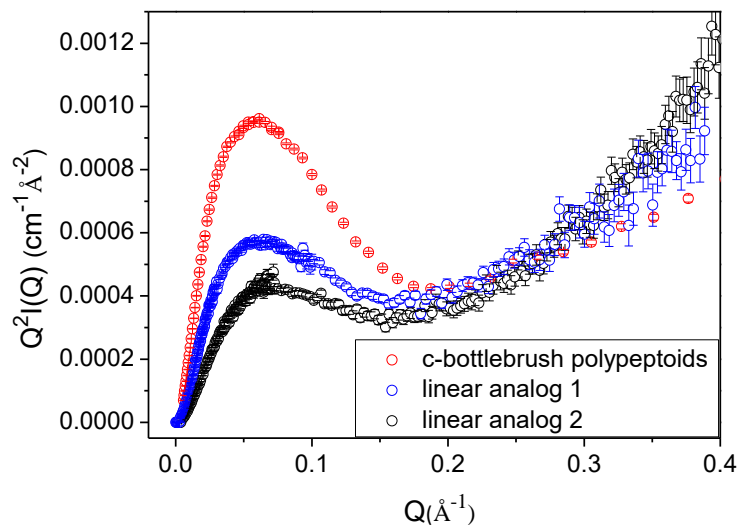 0.0012
0.0010
0.0008
0.0006
0.0004
0.0002
0.0000
Q²I(Q) (cm⁻¹ Å⁻²)
c-bottlebrush polypeptoids
linear analog 1
linear analog 2
0.0 0.1 0.2 0.3 0.4
Q(Å⁻¹)